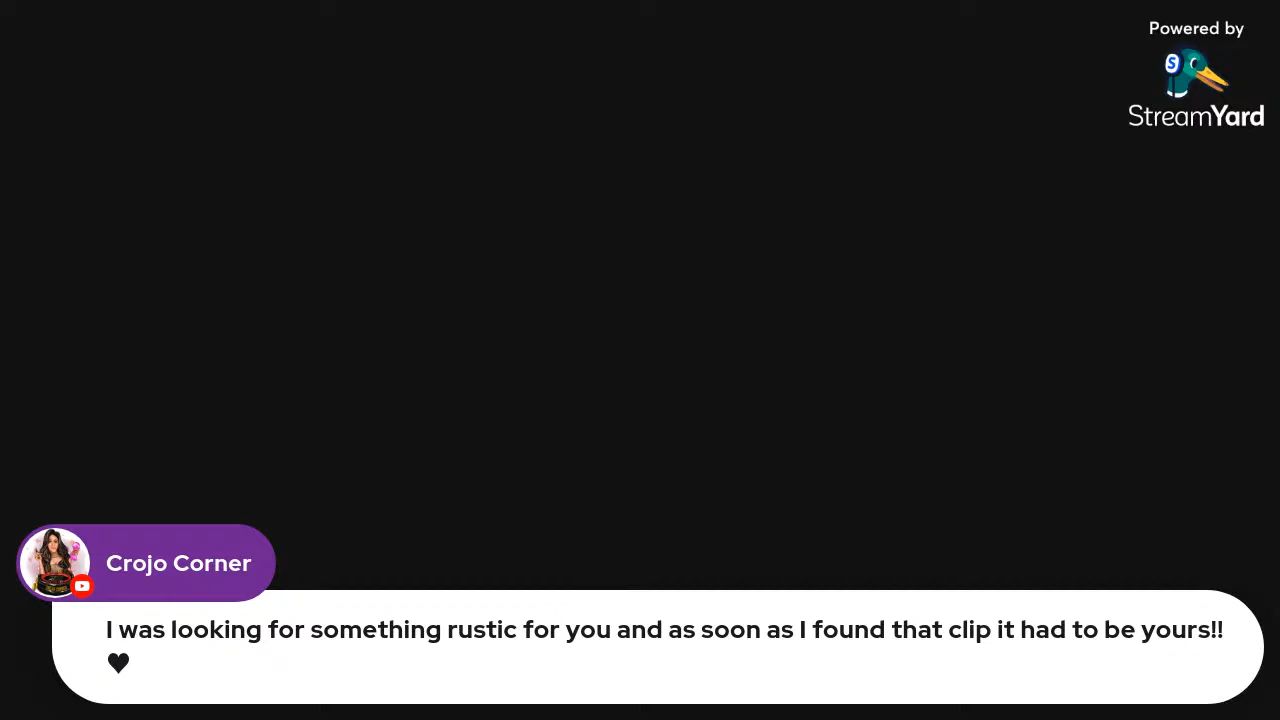 Powered by
S
StreamYard
Crojo Corner
I was looking for something rustic for you and as soon as I found that clip it had to be yours!!
♥